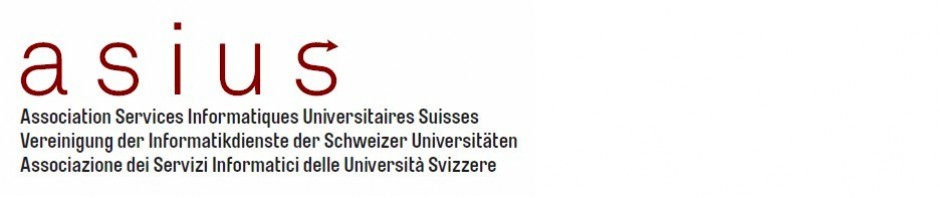 asius
Association Services Informatiques Universitaires Suisses
Vereinigung der Informatikdienste der Schweizer Universitäten
Associazione dei Servizi Informatici delle Università Svizzere